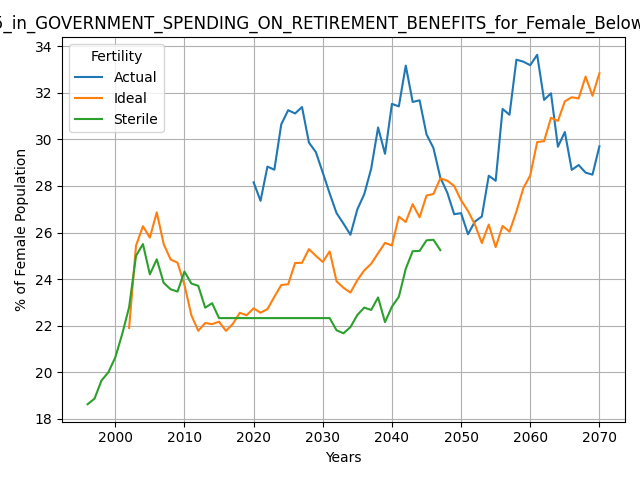 _in_GOVERNMENT_SPENDING_ON_RETIREMENT_BENEFITS_for_Female_Below
Fertility
Actual
Ideal
Sterile
% of Female Population
34
32
30
28
26
24
22
20
18
2000
2010
2020
2030
2040
2050
2060
2070
Years